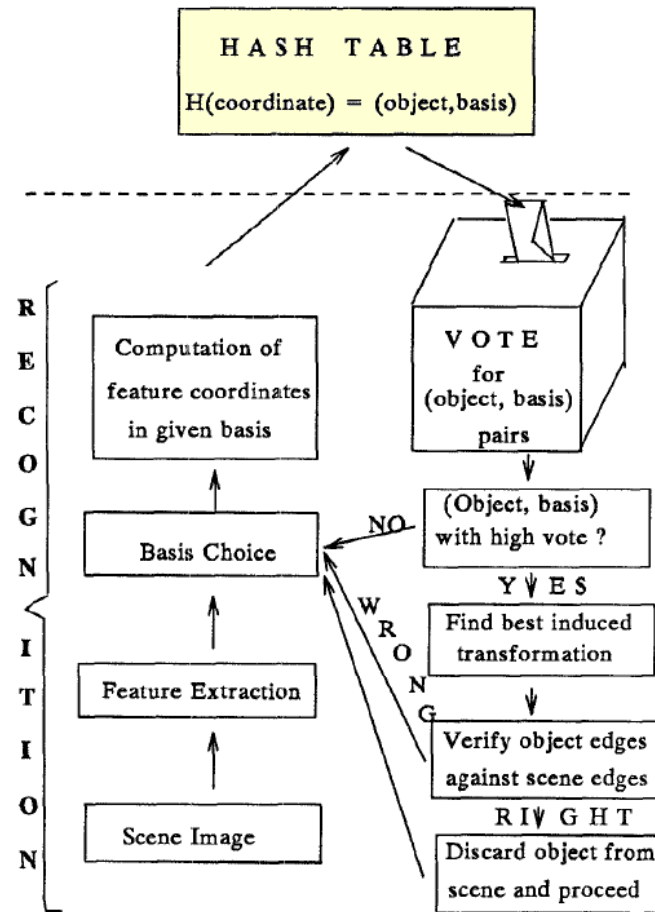 HASH TABLE
H(coordinate) = (object,basis)
RECOGNITION
Computation of
feature coordinates
in given basis
Basis Choice
Feature Extraction
Scene Image
VOTE
for
(object, basis)
pairs
(Object, basis)
with high vote ?
NO
YES
WRONG
Find best induced
transformation
Verify object edges
against scene edges
RIGHT
Discard object from
scene and proceed